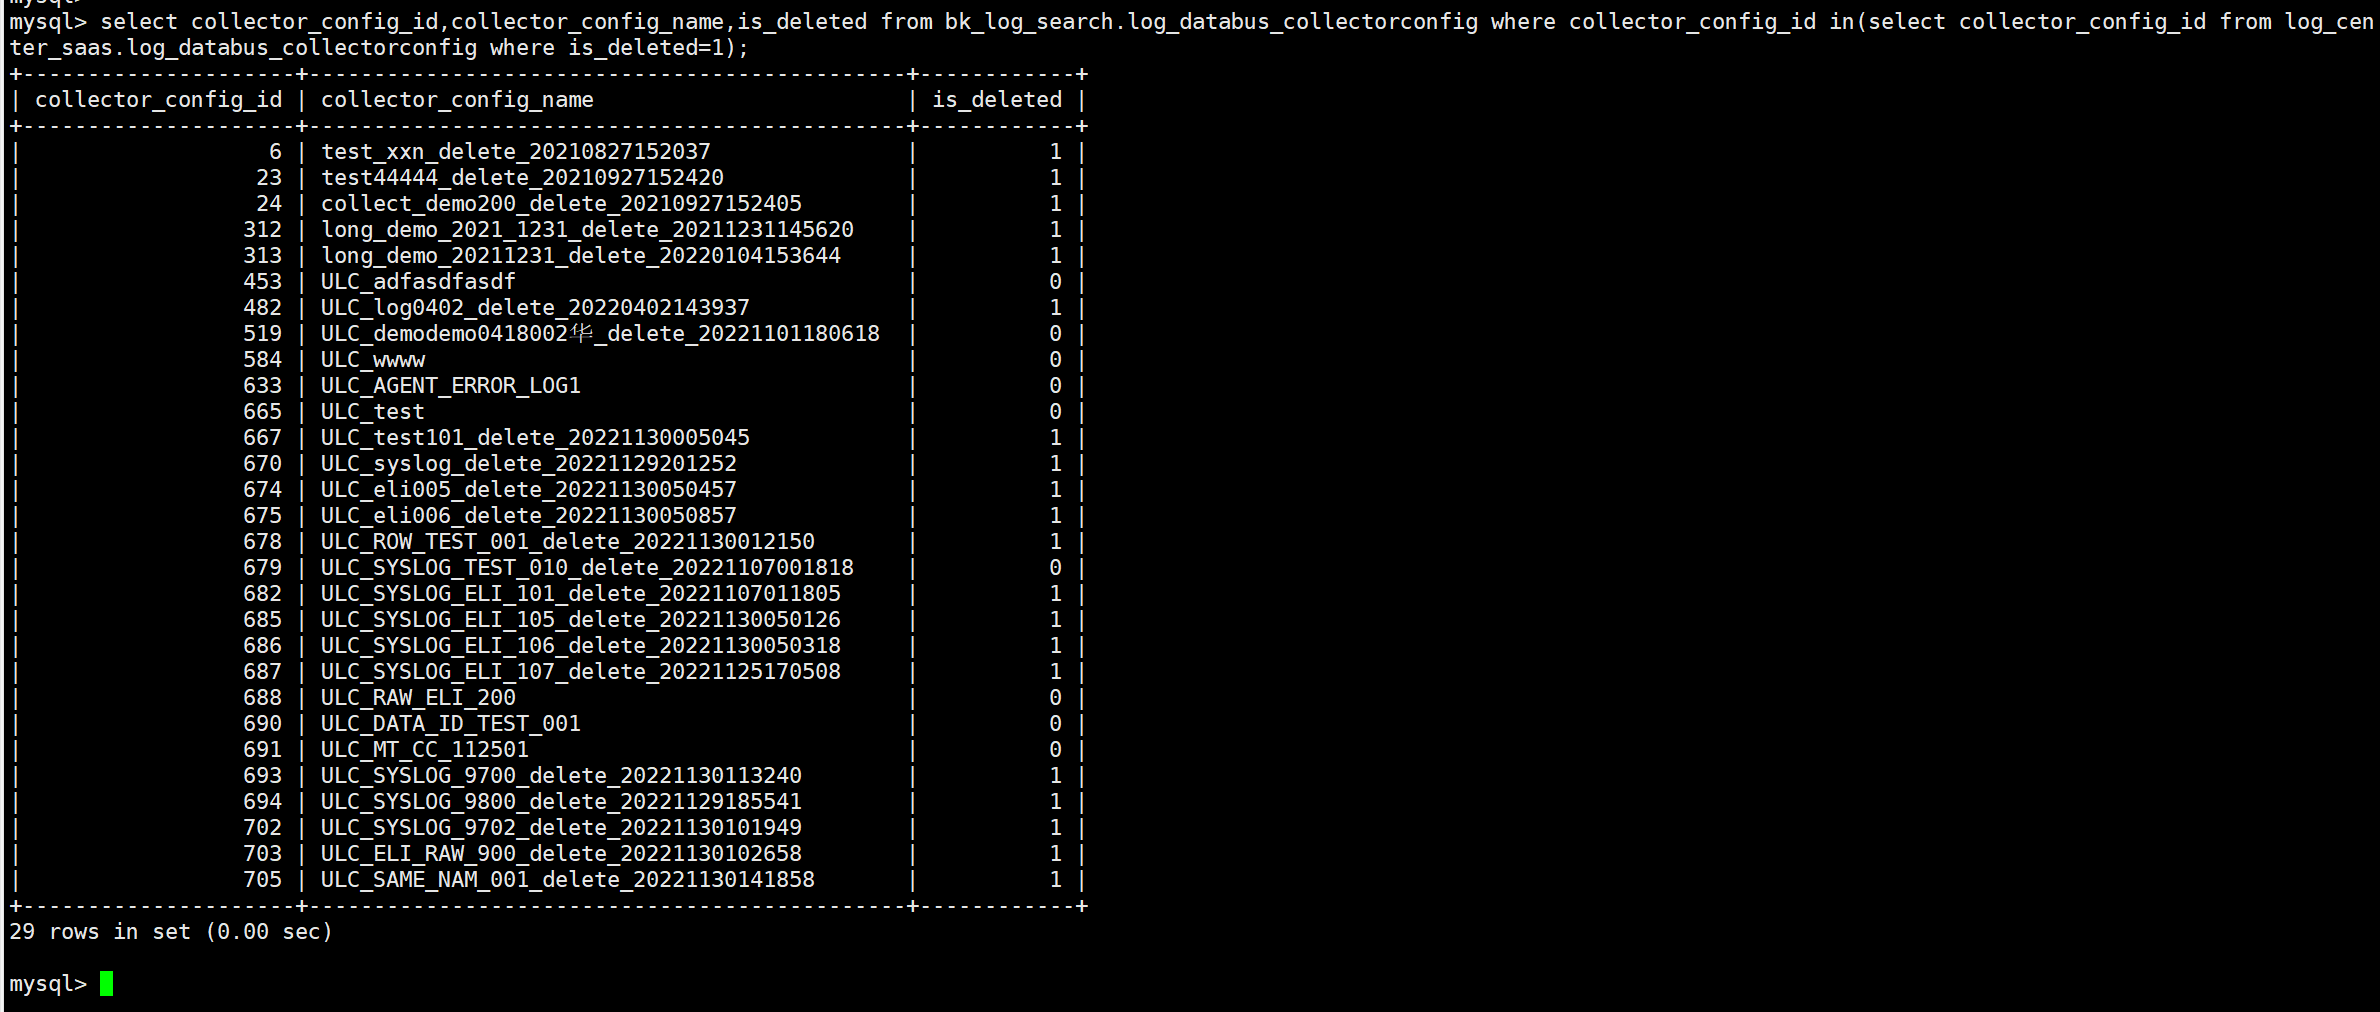 mysql>
mysql> select collector_config_id,collector_config_name,is_deleted from bk_log_search.log_databus_collectorconfig where collector_config_id in(select collector_config_id from log_cen
ter_saas.log_databus_collectorconfig where is_deleted=1);
+---------------------+----------------------------------------------+------------+
| collector_config_id | collector_config_name                        | is_deleted |
+---------------------+----------------------------------------------+------------+
|                   6 | test_xxn_delete_20210827152037               |          1 |
|                  23 | test44444_delete_20210927152420              |          1 |
|                  24 | collect_demo200_delete_20210927152405        |          1 |
|                 312 | long_demo_2021_1231_delete_20211231145620    |          1 |
|                 313 | long_demo_20211231_delete_20220104153644     |          1 |
|                 453 | ULC_adfasdfasdf                              |          0 |
|                 482 | ULC_log0402_delete_20220402143937            |          1 |
|                 519 | ULC_demodemo0418002华_delete_20221101180618  |          0 |
|                 584 | ULC_wwww                                     |          0 |
|                 633 | ULC_AGENT_ERROR_LOG1                         |          0 |
|                 665 | ULC_test                                     |          0 |
|                 667 | ULC_test101_delete_20221130005045            |          1 |
|                 670 | ULC_syslog_delete_20221129201252             |          1 |
|                 674 | ULC_eli005_delete_20221130050457             |          1 |
|                 675 | ULC_eli006_delete_20221130050857             |          1 |
|                 678 | ULC_ROW_TEST_001_delete_20221130012150       |          1 |
|                 679 | ULC_SYSLOG_TEST_010_delete_20221107001818    |          0 |
|                 682 | ULC_SYSLOG_ELI_101_delete_20221107011805     |          1 |
|                 685 | ULC_SYSLOG_ELI_105_delete_20221130050126     |          1 |
|                 686 | ULC_SYSLOG_ELI_106_delete_20221130050318     |          1 |
|                 687 | ULC_SYSLOG_ELI_107_delete_20221125170508     |          1 |
|                 688 | ULC_RAW_ELI_200                              |          0 |
|                 690 | ULC_DATA_ID_TEST_001                         |          0 |
|                 691 | ULC_MT_CC_112501                             |          0 |
|                 693 | ULC_SYSLOG_9700_delete_20221130113240        |          1 |
|                 694 | ULC_SYSLOG_9800_delete_20221129185541        |          1 |
|                 702 | ULC_SYSLOG_9702_delete_20221130101949        |          1 |
|                 703 | ULC_ELI_RAW_900_delete_20221130102658        |          1 |
|                 705 | ULC_SAME_NAM_001_delete_20221130141858       |          1 |
+---------------------+----------------------------------------------+------------+
29 rows in set (0.00 sec)
mysql>